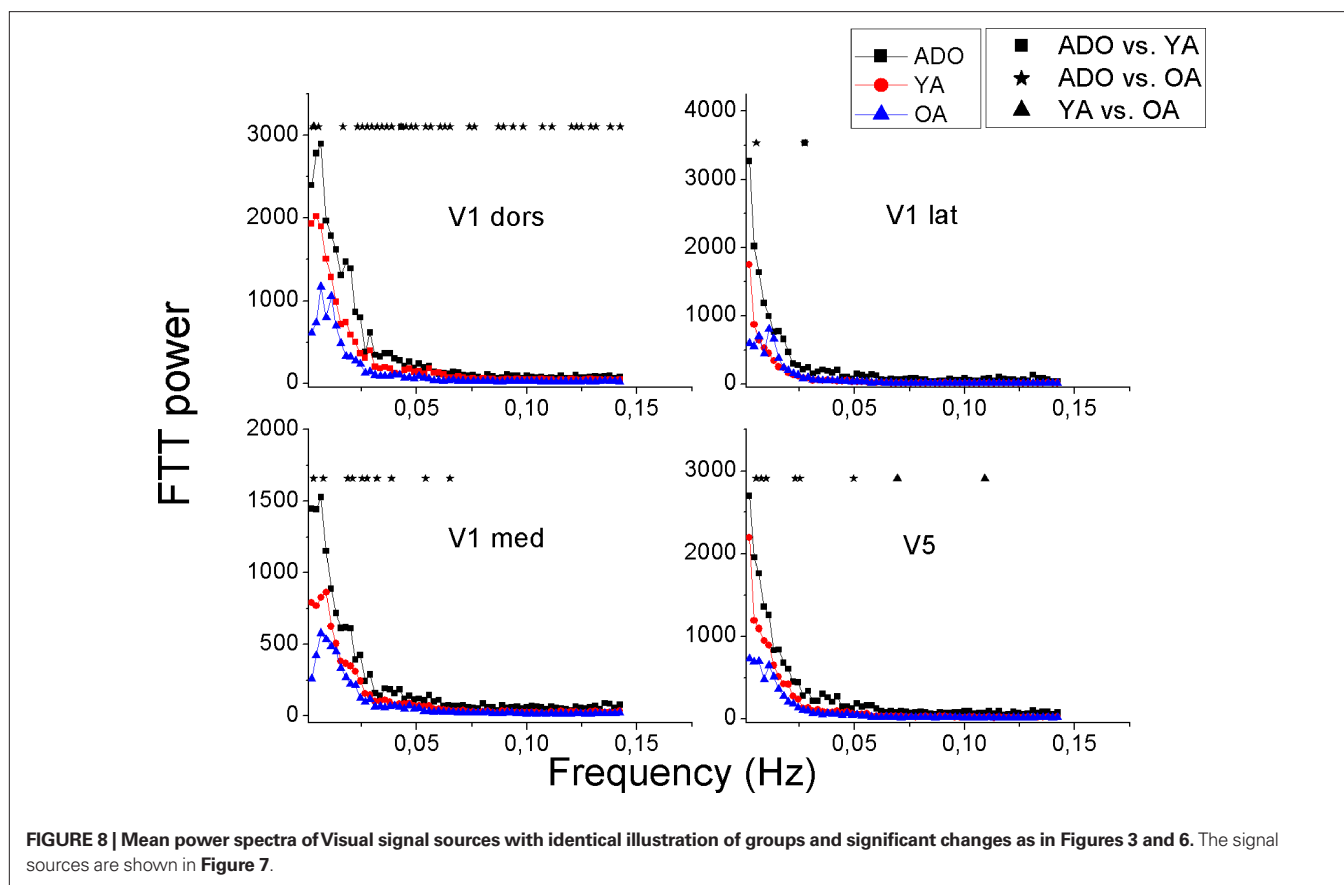 ADO
YA
OA
ADO vs. YA
ADO vs. OA
YA vs. OA
FTT power
3000
2000
1000
0
V1 dors
0,05
0,10
0,15
4000
3000
2000
1000
0
V1 lat
0,05
0,10
0,15
2000
1500
1000
500
0
V1 med
0,05
0,10
0,15
3000
2000
1000
0
V5
0,05
0,10
0,15
Frequency (Hz)
FIGURE 8 | Mean power spectra of Visual signal sources with identical illustration of groups and significant changes as in Figures 3 and 6. The signal
sources are shown in Figure 7.